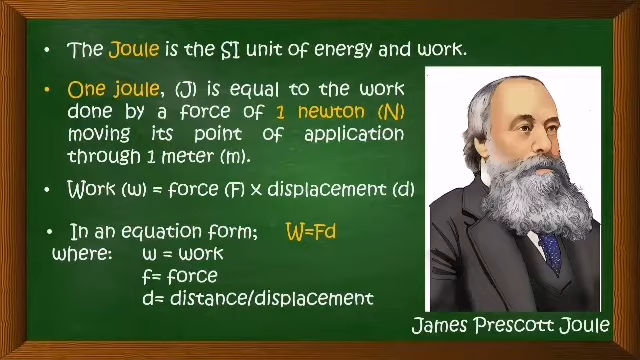 • The Joule is the SI unit of energy and work.
• One joule, (J) is equal to the work
done by a force of 1 newton (N)
moving its point of application
through 1 meter (m).
• Work (w) = force (F) x displacement (d)
• In an equation form; W=Fd
where: w = work
f= force
d= distance/displacement
James Prescott Joule